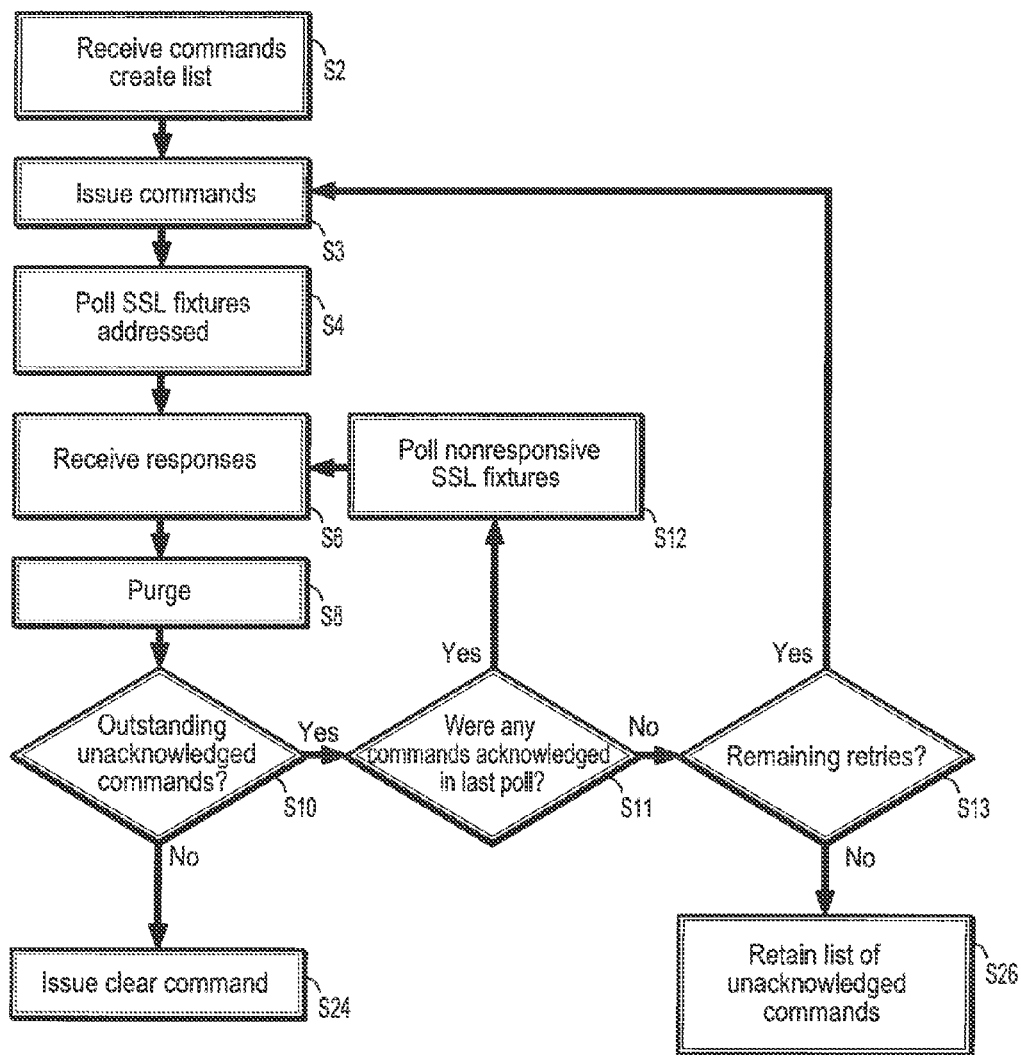 Receive commands
create list
S2
Issue commands
S3
Poll SSL fixtures
addressed
S4
Receive responses
S6
Poll nonresponsive
SSL fixtures
S12
Purge
S8
Yes
Yes
Outstanding
unacknowledged
commands?
S10
Yes
Were any
commands acknowledged
in last poll?
S11
No
Remaining retries?
S13
No
No
Issue clear command
S24
Retain list of
unacknowledged
commands
S26